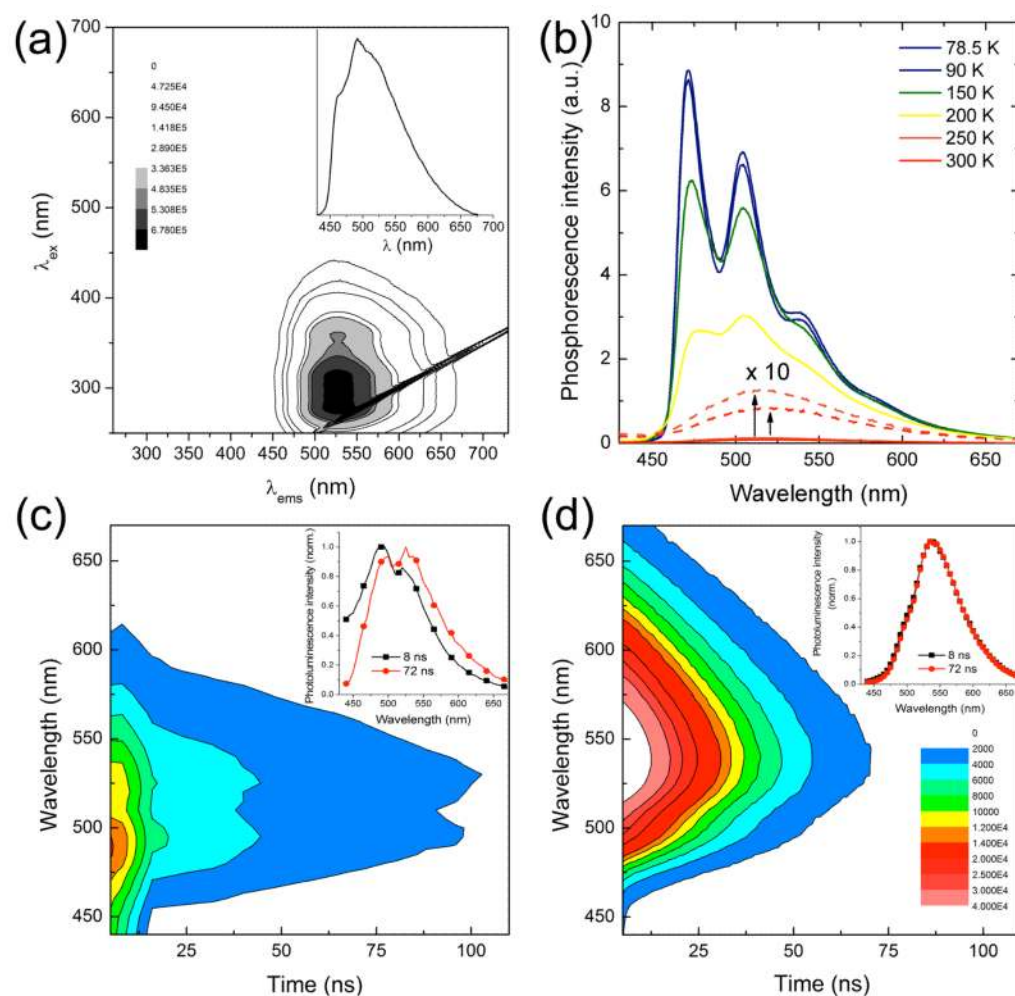 (a)
700
600
500
400
300
λex (nm)
300 350 400 450 500 550 600 650 700
λems (nm)
0
4.725E4
9.450E4
1.418E5
2.890E5
3.363E5
4.835E5
5.308E5
6.780E5
450 500 550 600 650 700
λ (nm)
(b)
10
8
6
4
2
0
Phosphorescence intensity (a.u.)
78.5 K
90 K
150 K
200 K
250 K
300 K
x 10
450 500 550 600 650
Wavelength (nm)
(c)
650
600
550
500
450
Wavelength (nm)
25 50 75 100
Time (ns)
Photoluminescence intensity (norm.)
1.0
0.8
0.6
0.4
0.2
0.0
8 ns
72 ns
450 500 550 600 650
Wavelength (nm)
(d)
650
600
550
500
450
Wavelength (nm)
25 50 75 100
Time (ns)
Photoluminescence intensity
(norm.)
1.0
0.8
0.6
0.4
0.2
0.0
8 ns
72 ns
450 500 550 600 650
Wavelength (nm)
0
2000
4000
6000
8000
10000
1.200E4
1.400E4
2.000E4
2.500E4
3.000E4
4.000E4